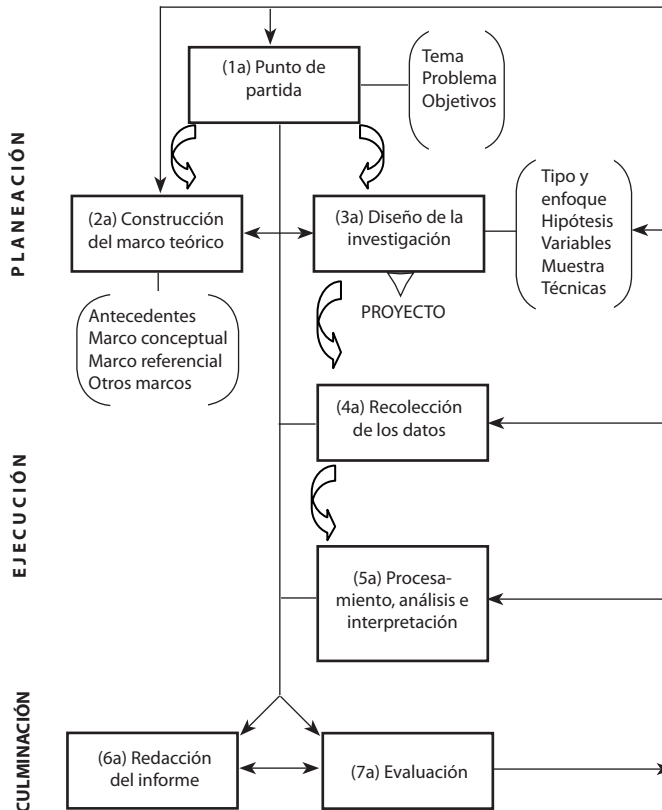 PLANEACIÓN
(1a) Punto de
partida
Tema
Problema
Objetivos
(2a) Construcción
del marco teórico
(3a) Diseño de la
investigación
Tipo y
enfoque
Hipótesis
Variables
Muestra
Técnicas
Antecedentes
Marco conceptual
Marco referencial
Otros marcos
PROYECTO
EJECUCIÓN
(4a) Recolección
de los datos
(5a) Procesa-
miento, análisis e
interpretación
CULMINACIÓN
(6a) Redacción
del informe
(7a) Evaluación